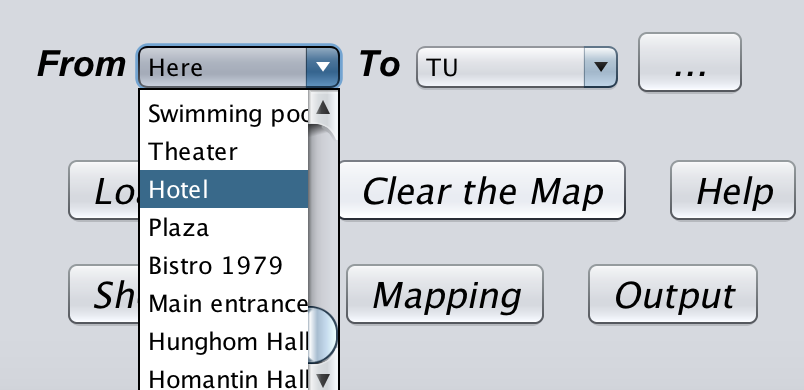 From Here To TU ...
Swimming
Theater
Hotel
Clear the Map Help
Plaza
Bistro 1979
Main entrance
Mapping Output
Hunghom Hall
Homantin Hall